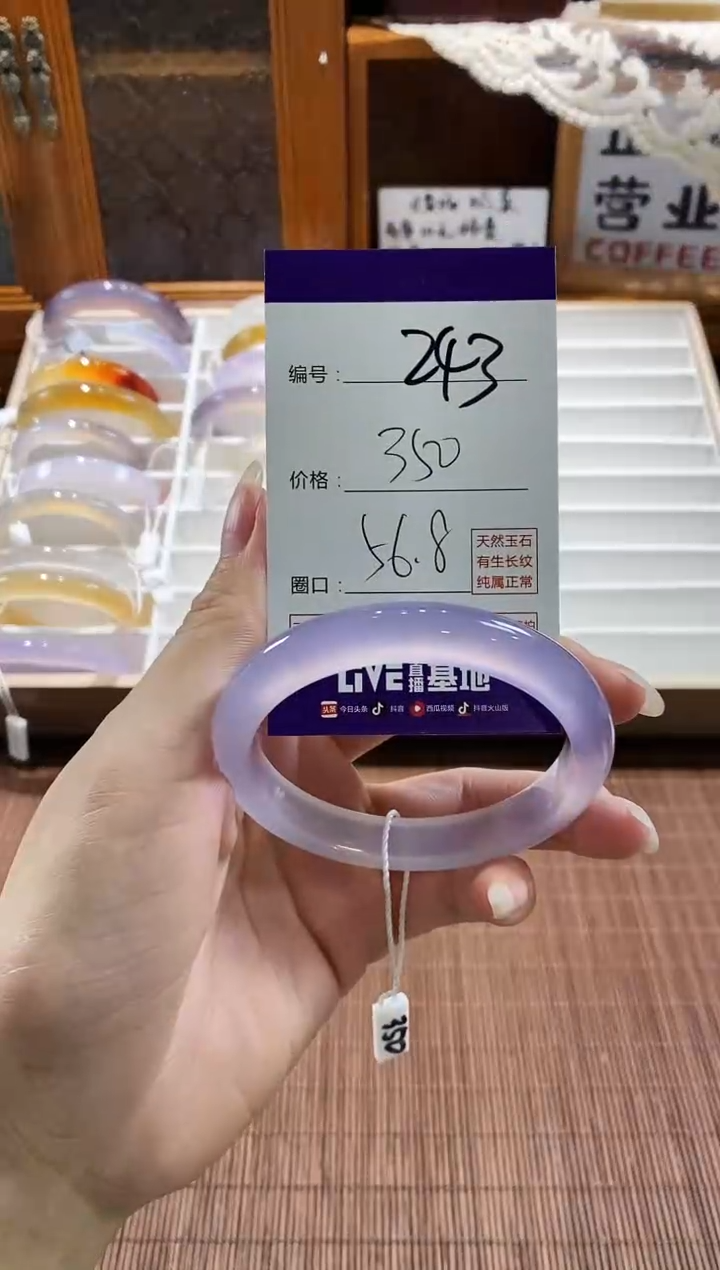 营业
COFFEE
编号：243
价格：350
圈口：56.8
天然玉石
有生长纹
纯属正常
LIVE直播基地
头条 今日头条 抖音 西瓜视频 抖音火山版
350